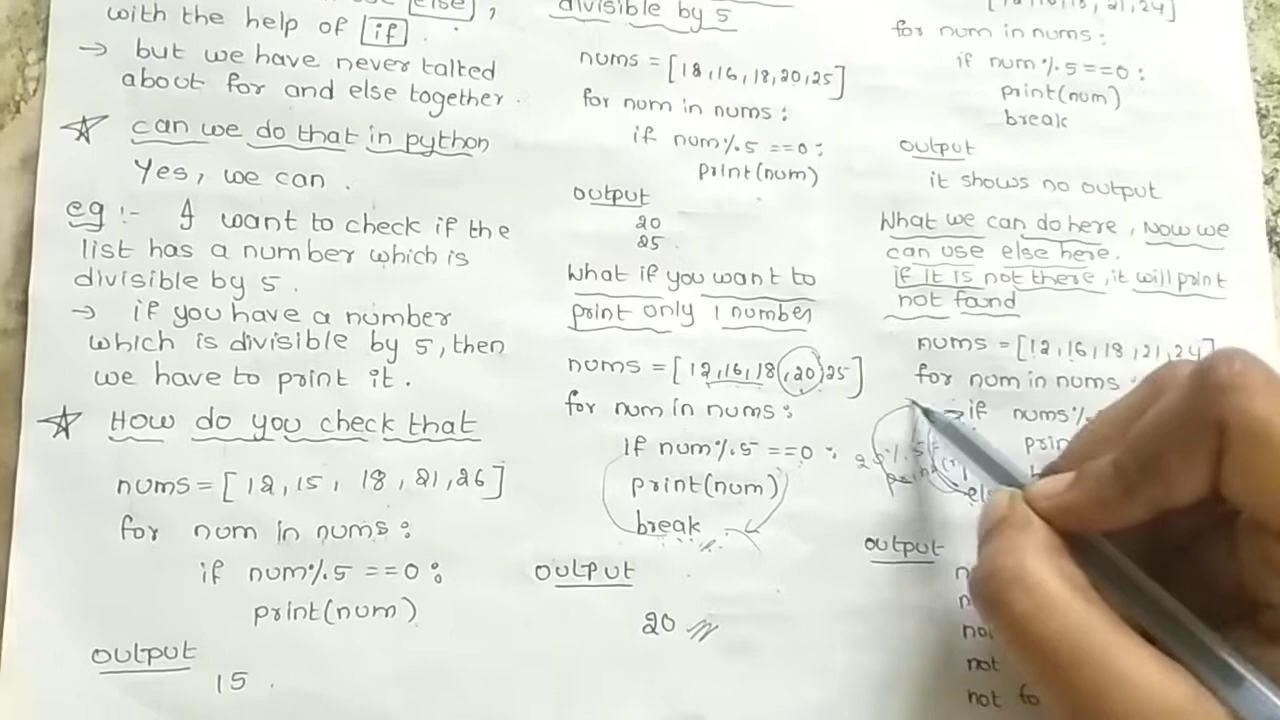 else ,
with the help of if .
→ but we have never talked
about for and else together .
☆ can we do that in python
Yes, we can .
eg :- I want to check if the
list has a number which is
divisible by 5 .
→ if you have a number
which is divisible by 5, then
we have to print it .
☆ How do you check that
nums = [ 12, 15, 18, 21, 26 ]
for num in nums :
if num%5 ==0 :
print(num)
output
15 .
divisible by 5
nums = [18,16,18,20,25]
for num in nums :
if num%5 ==0 :
print(num)
output
20
25 .
What if you want to
print only 1 number
nums = [ 12,16,18,20,25 ]
for num in nums :
If num%5 ==0 :
print(num)
break
output
20
21,24]
for num in nums :
if num%5==0 :
print(num)
break
output
it shows no output
What we can do here, Now we
can use else here.
if it is not there, it will print
not found
nums = [12,16,18,21,24]
for num in nums
if nums%
output
not
not fo